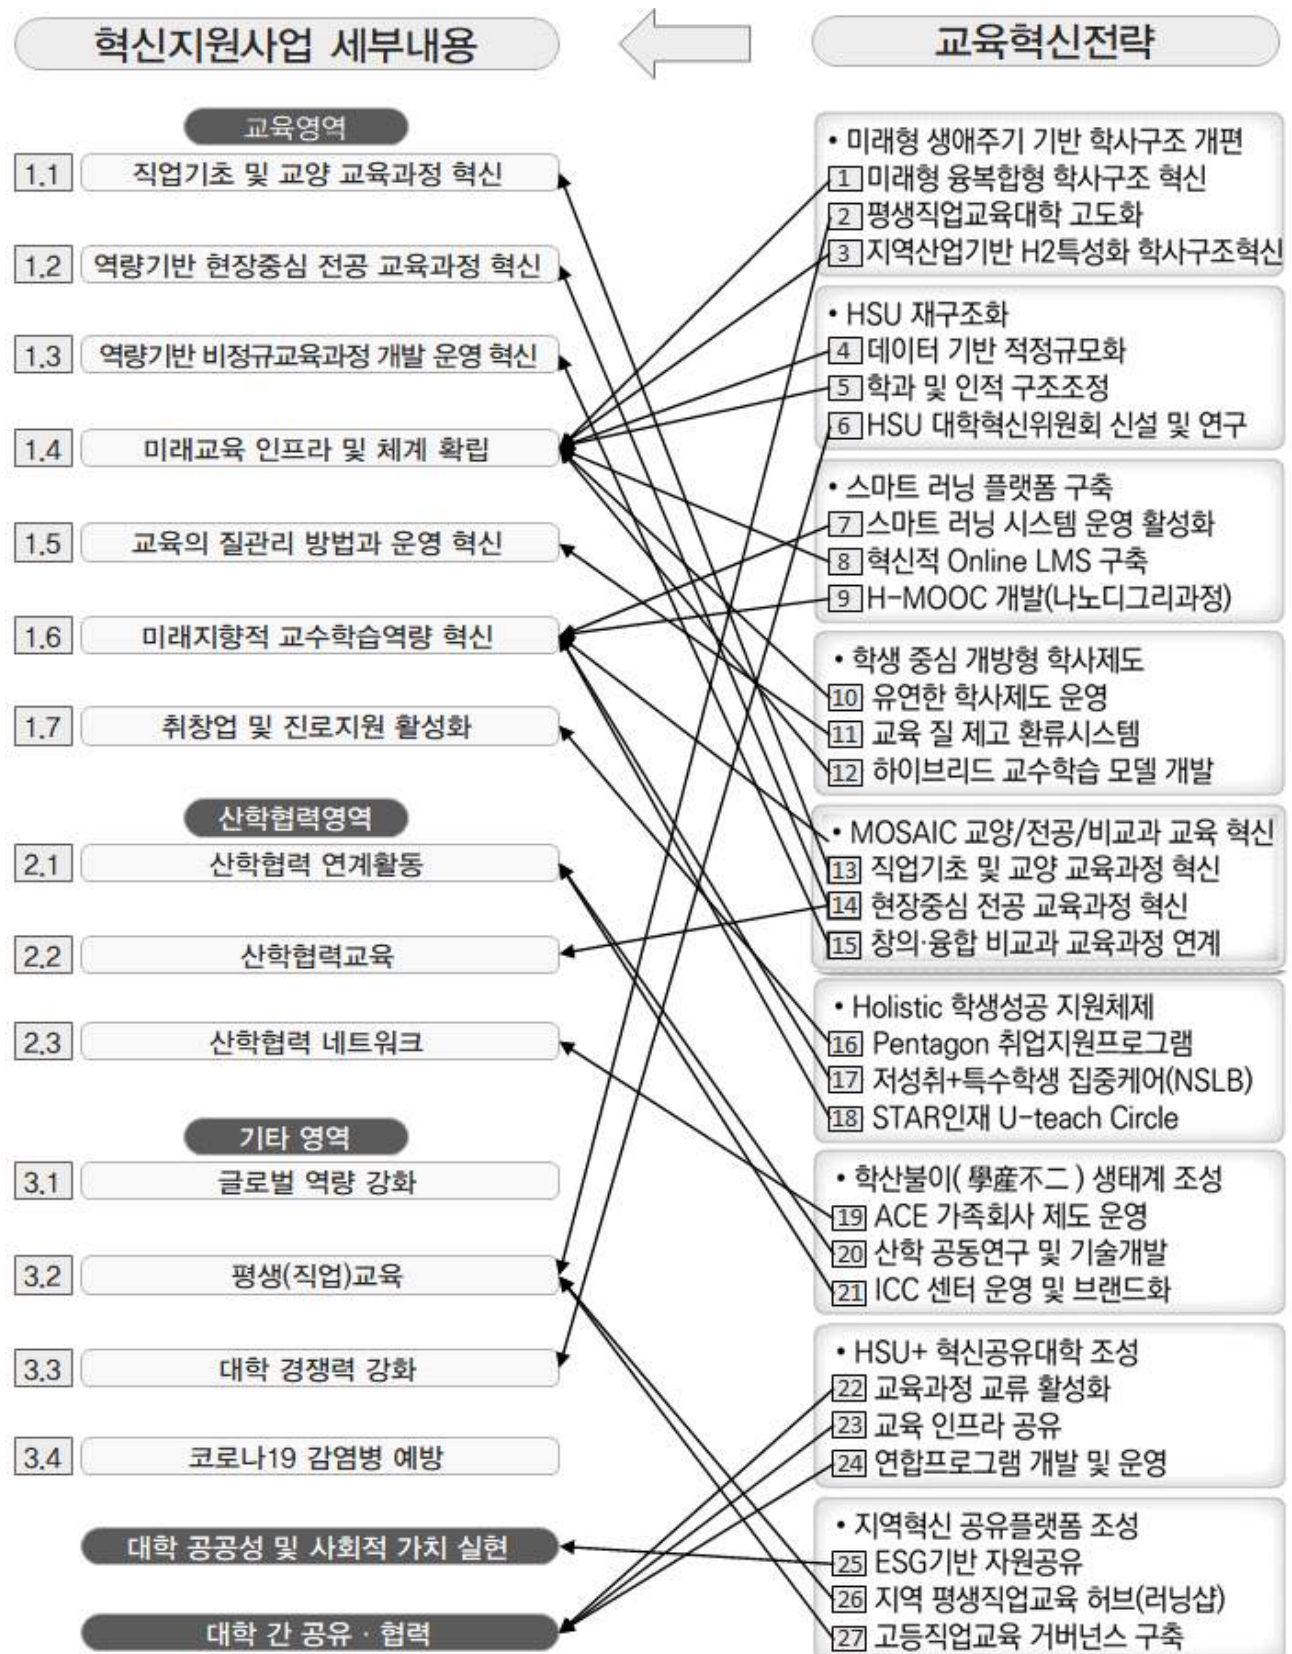 혁신지원사업 세부내용
교육영역
1.1 직업기초 및 교양 교육과정 혁신
1.2 역량기반 현장중심 전공 교육과정 혁신
1.3 역량기반 비정규교육과정 개발 운영 혁신
1.4 미래교육 인프라 및 체계 확립
1.5 교육의 질관리 방법과 운영 혁신
1.6 미래지향적 교수학습역량 혁신
1.7 취창업 및 진로지원 활성화
산학협력영역
2.1 산학협력 연계활동
2.2 산학협력교육
2.3 산학협력 네트워크
기타 영역
3.1 글로벌 역량 강화
3.2 평생(직업)교육
3.3 대학 경쟁력 강화
3.4 코로나19 감염병 예방
대학 공공성 및 사회적 가치 실현
대학 간 공유·협력
교육혁신전략
• 미래형 생애주기 기반 학사구조 개편
1 미래형 융복합형 학사구조 혁신
2 평생직업교육대학 고도화
3 지역산업기반 H2특성화 학사구조혁신
• HSU 재구조화
4 데이터 기반 적정규모화
5 학과 및 인적 구조조정
6 HSU 대학혁신위원회 신설 및 연구
• 스마트 러닝 플랫폼 구축
7 스마트 러닝 시스템 운영 활성화
8 혁신적 Online LMS 구축
9 H-MOOC 개발(나노디그리과정)
• 학생 중심 개방형 학사제도
10 유연한 학사제도 운영
11 교육 질 제고 환류시스템
12 하이브리드 교수학습 모델 개발
• MOSAIC 교양/전공/비교과 교육 혁신
13 직업기초 및 교양 교육과정 혁신
14 현장중심 전공 교육과정 혁신
15 창의·융합 비교과 교육과정 연계
• Holistic 학생성공 지원체제
16 Pentagon 취업지원프로그램
17 저성취+특수학생 집중케어(NSLB)
18 STAR인재 U-teach Circle
• 학산불이( 學産不二 ) 생태계 조성
19 ACE 가족회사 제도 운영
20 산학 공동연구 및 기술개발
21 ICC 센터 운영 및 브랜드화
• HSU+ 혁신공유대학 조성
22 교육과정 교류 활성화
23 교육 인프라 공유
24 연합프로그램 개발 및 운영
• 지역혁신 공유플랫폼 조성
25 ESG기반 자원공유
26 지역 평생직업교육 허브(러닝샵)
27 고등직업교육 거버넌스 구축